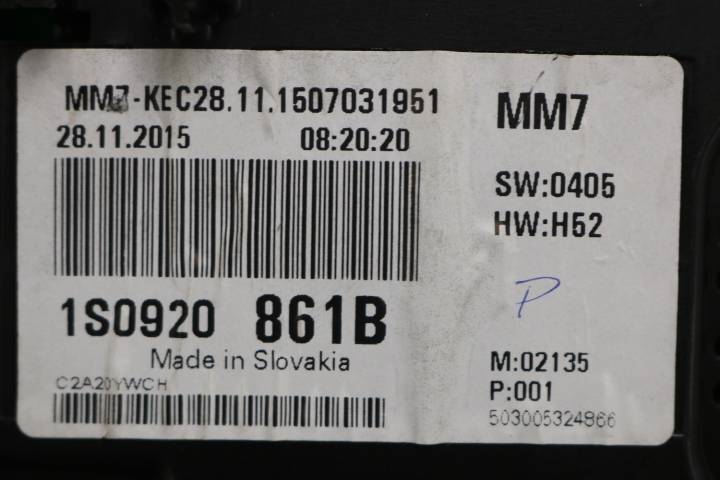 MM7-KEC28.11.1507031951
28.11.2015 08:20:20
1S0920 861B
Made in Slovakia
C2A20YWCH
MM7
SW:0405
HW:H52
P
M:02135
P:001
503005324866